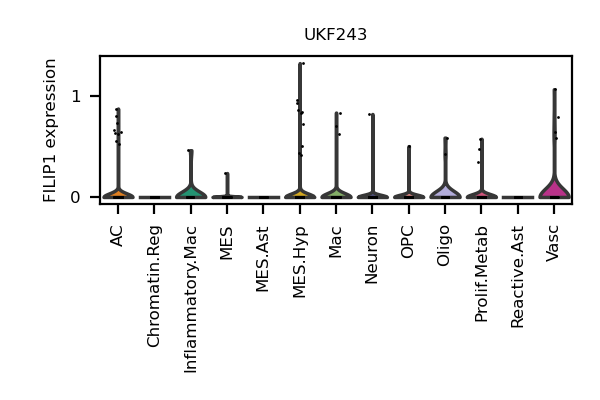 UKF243
FILIP1 expression
1
0
AC
Chromatin.Reg
Inflammatory.Mac
MES
MES.Ast
MES.Hyp
Mac
Neuron
OPC
Oligo
Prolif.Metab
Reactive.Ast
Vasc